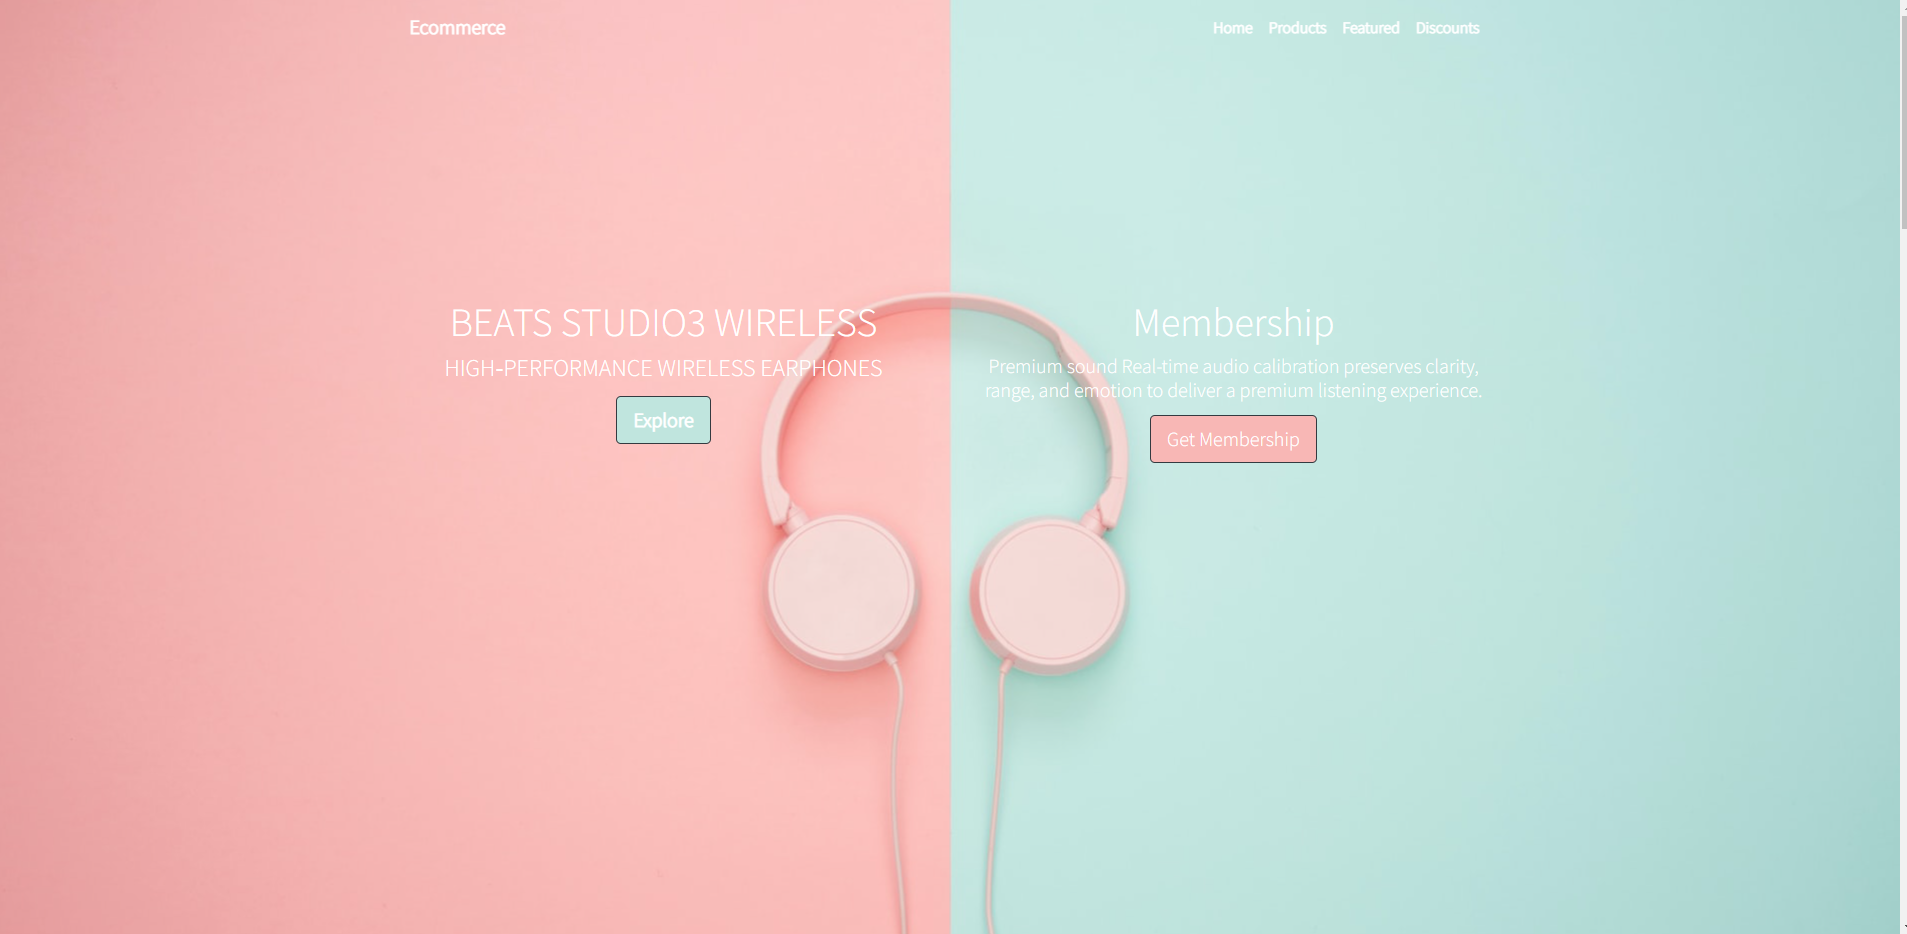 Ecommerce
Home Products Featured Discounts
BEATS STUDIO3 WIRELESS
HIGH-PERFORMANCE WIRELESS EARPHONES
Explore
Membership
Premium sound Real-time audio calibration preserves clarity,
range, and emotion to deliver a premium listening experience.
Get Membership